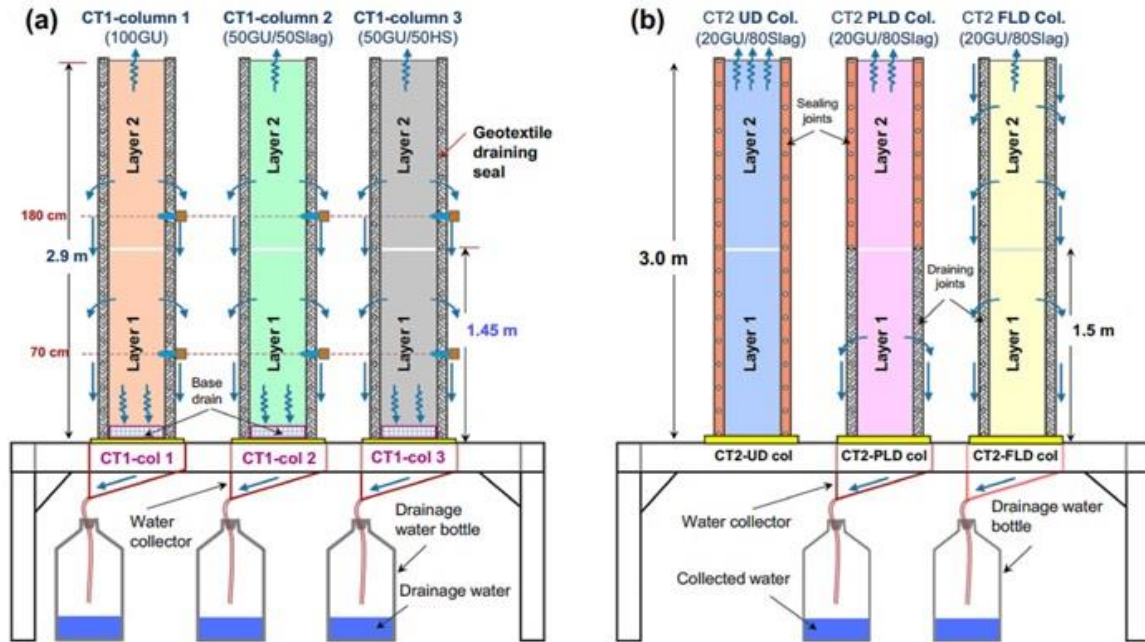 (a)
CT1-column 1
(100GU)
CT1-column 2
(50GU/50Slag)
CT1-column 3
(50GU/50HS)
Layer 2
Layer 2
Layer 2
Geotextile
draining
seal
180 cm
2.9 m
Layer 1
Layer 1
Layer 1
1.45 m
70 cm
Base
drain
CT1-col 1
CT1-col 2
CT1-col 3
Water
collector
Drainage
water bottle
Drainage water
(b)
CT2 UD Col.
(20GU/80Slag)
CT2 PLD Col.
(20GU/80Slag)
CT2 FLD Col.
(20GU/80Slag)
Layer 2
Layer 2
Layer 2
Sealing
joints
3.0 m
Draining
joints
Layer 1
Layer 1
Layer 1
1.5 m
CT2-UD col
CT2-PLD col
CT2-FLD col
Water collector
Drainage water
bottle
Collected water